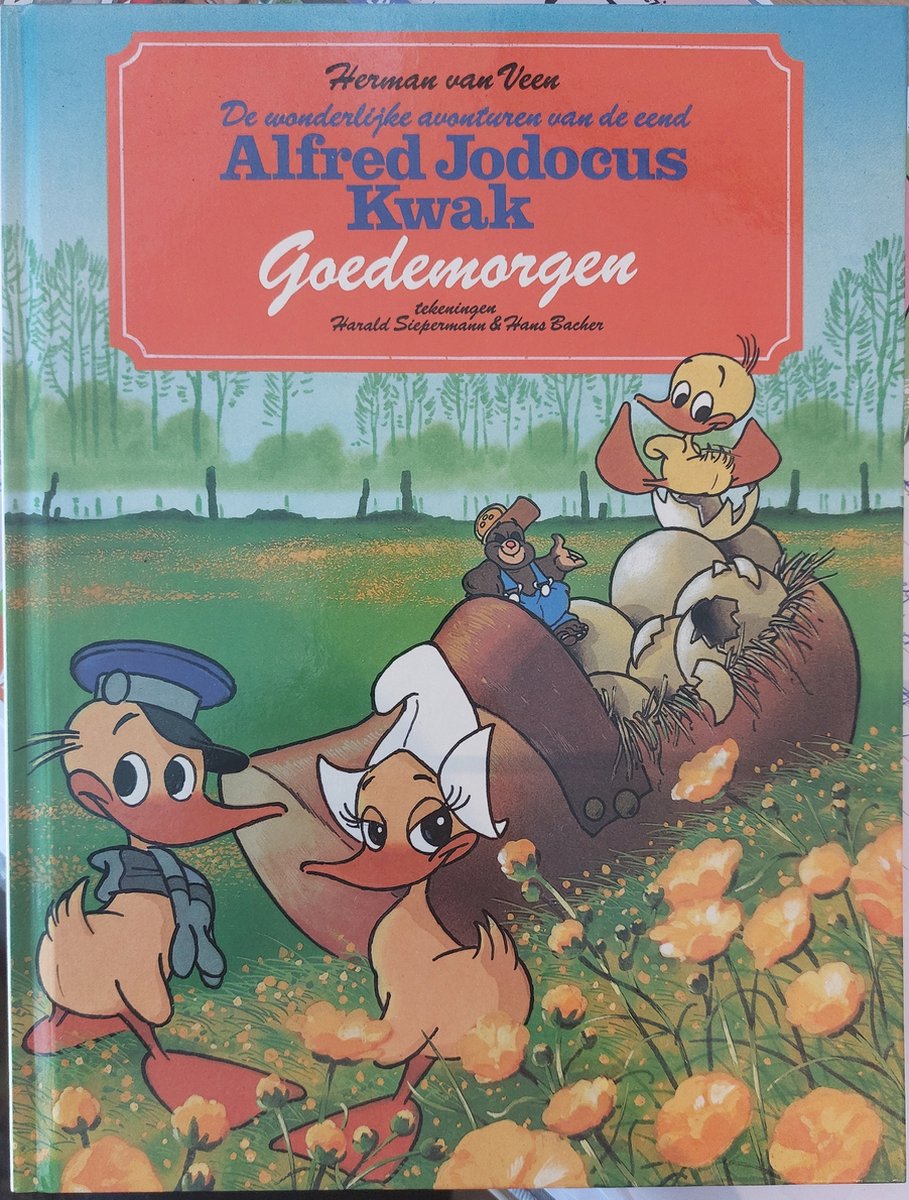 Herman van Veen
De wonderlijke avonturen van de eend
Alfred Jodocus
Kwak
Goedemorgen
tekeningen
Harald Siepermann & Hans Bacher